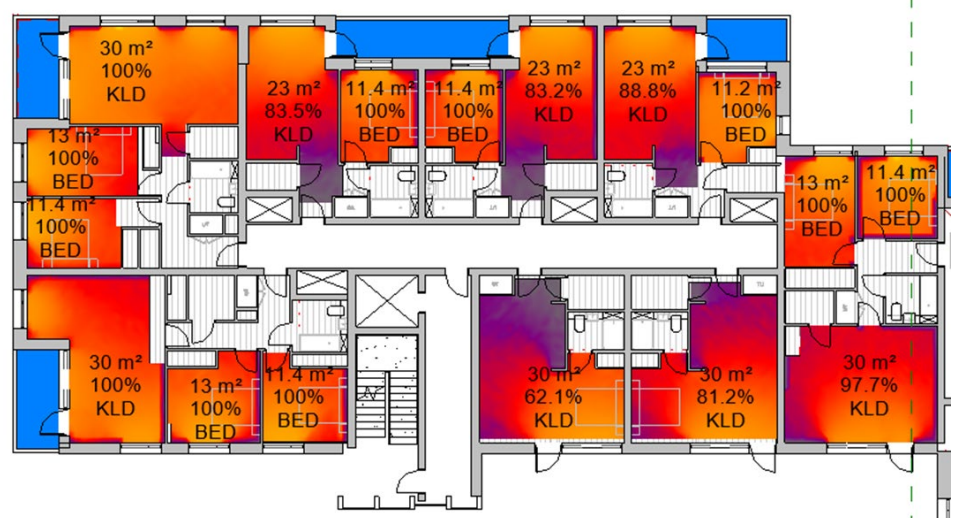 30 m²
100%
KLD
23 m²
83.5%
KLD
11.4 m²
100%
BED
11.4 m²
100%
BED
23 m²
83.2%
KLD
23 m²
88.8%
KLD
11.2 m²
100%
BED
13 m²
100%
BED
11.4 m²
100%
BED
13 m²
100%
BED
11.4 m²
100%
BED
30 m²
100%
KLD
13 m²
100%
BED
11.4 m²
100%
BED
30 m²
62.1%
KLD
30 m²
81.2%
KLD
30 m²
97.7%
KLD